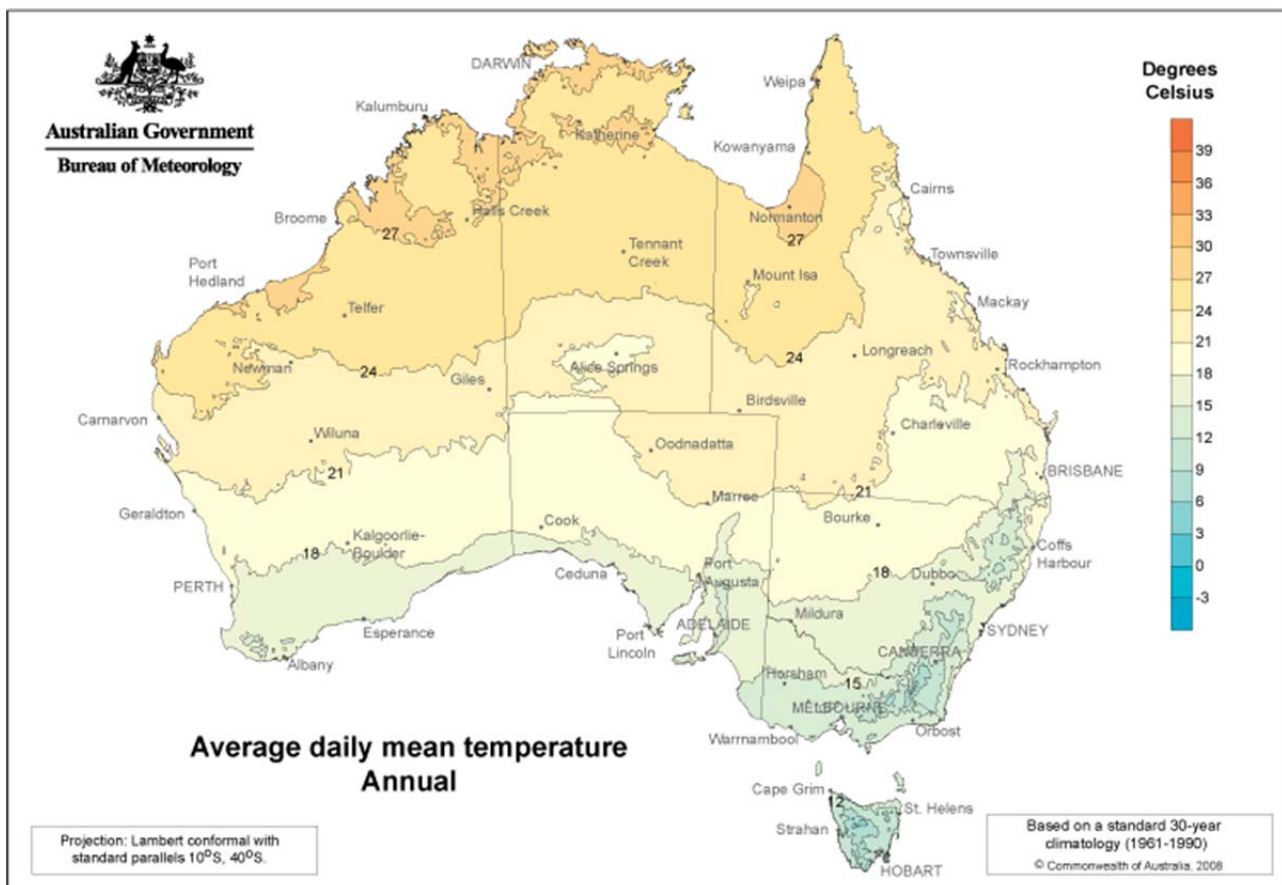 Australian Government
Bureau of Meteorology
DARWIN
Weipa
Kalumburu
Katherine
Kowanyama
Cairns
Broome
Halls Creek
Normanton
27
27
Port
Hedland
Tennant
Creek
Townsville
Mount Isa
Telfer
Mackay
Newman
24
Giles
Alice Springs
24
Longreach
Rockhampton
Carnarvon
Birdsville
Charleville
Wiluna
Oodnadatta
21
21
BRISBANE
Geraldton
Marree
Cook
Bourke
Kalgoorlie-
Boulder
18
18
Coffs
Harbour
PERTH
Ceduna
Port
Augusta
Dubbo
Esperance
Port
Lincoln
ADELAIDE
Mildura
SYDNEY
Albany
CANBERRA
Horsham
15
MELBOURNE
Warrnambool
Orbost
Cape Grim
12
St. Helens
Strahan
HOBART
Degrees
Celsius
39
36
33
30
27
24
21
18
15
12
9
6
3
0
-3
Average daily mean temperature
Annual
Projection: Lambert conformal with
standard parallels 10°S, 40°S.
Based on a standard 30-year
climatology (1961-1990)
© Commonwealth of Australia, 2008